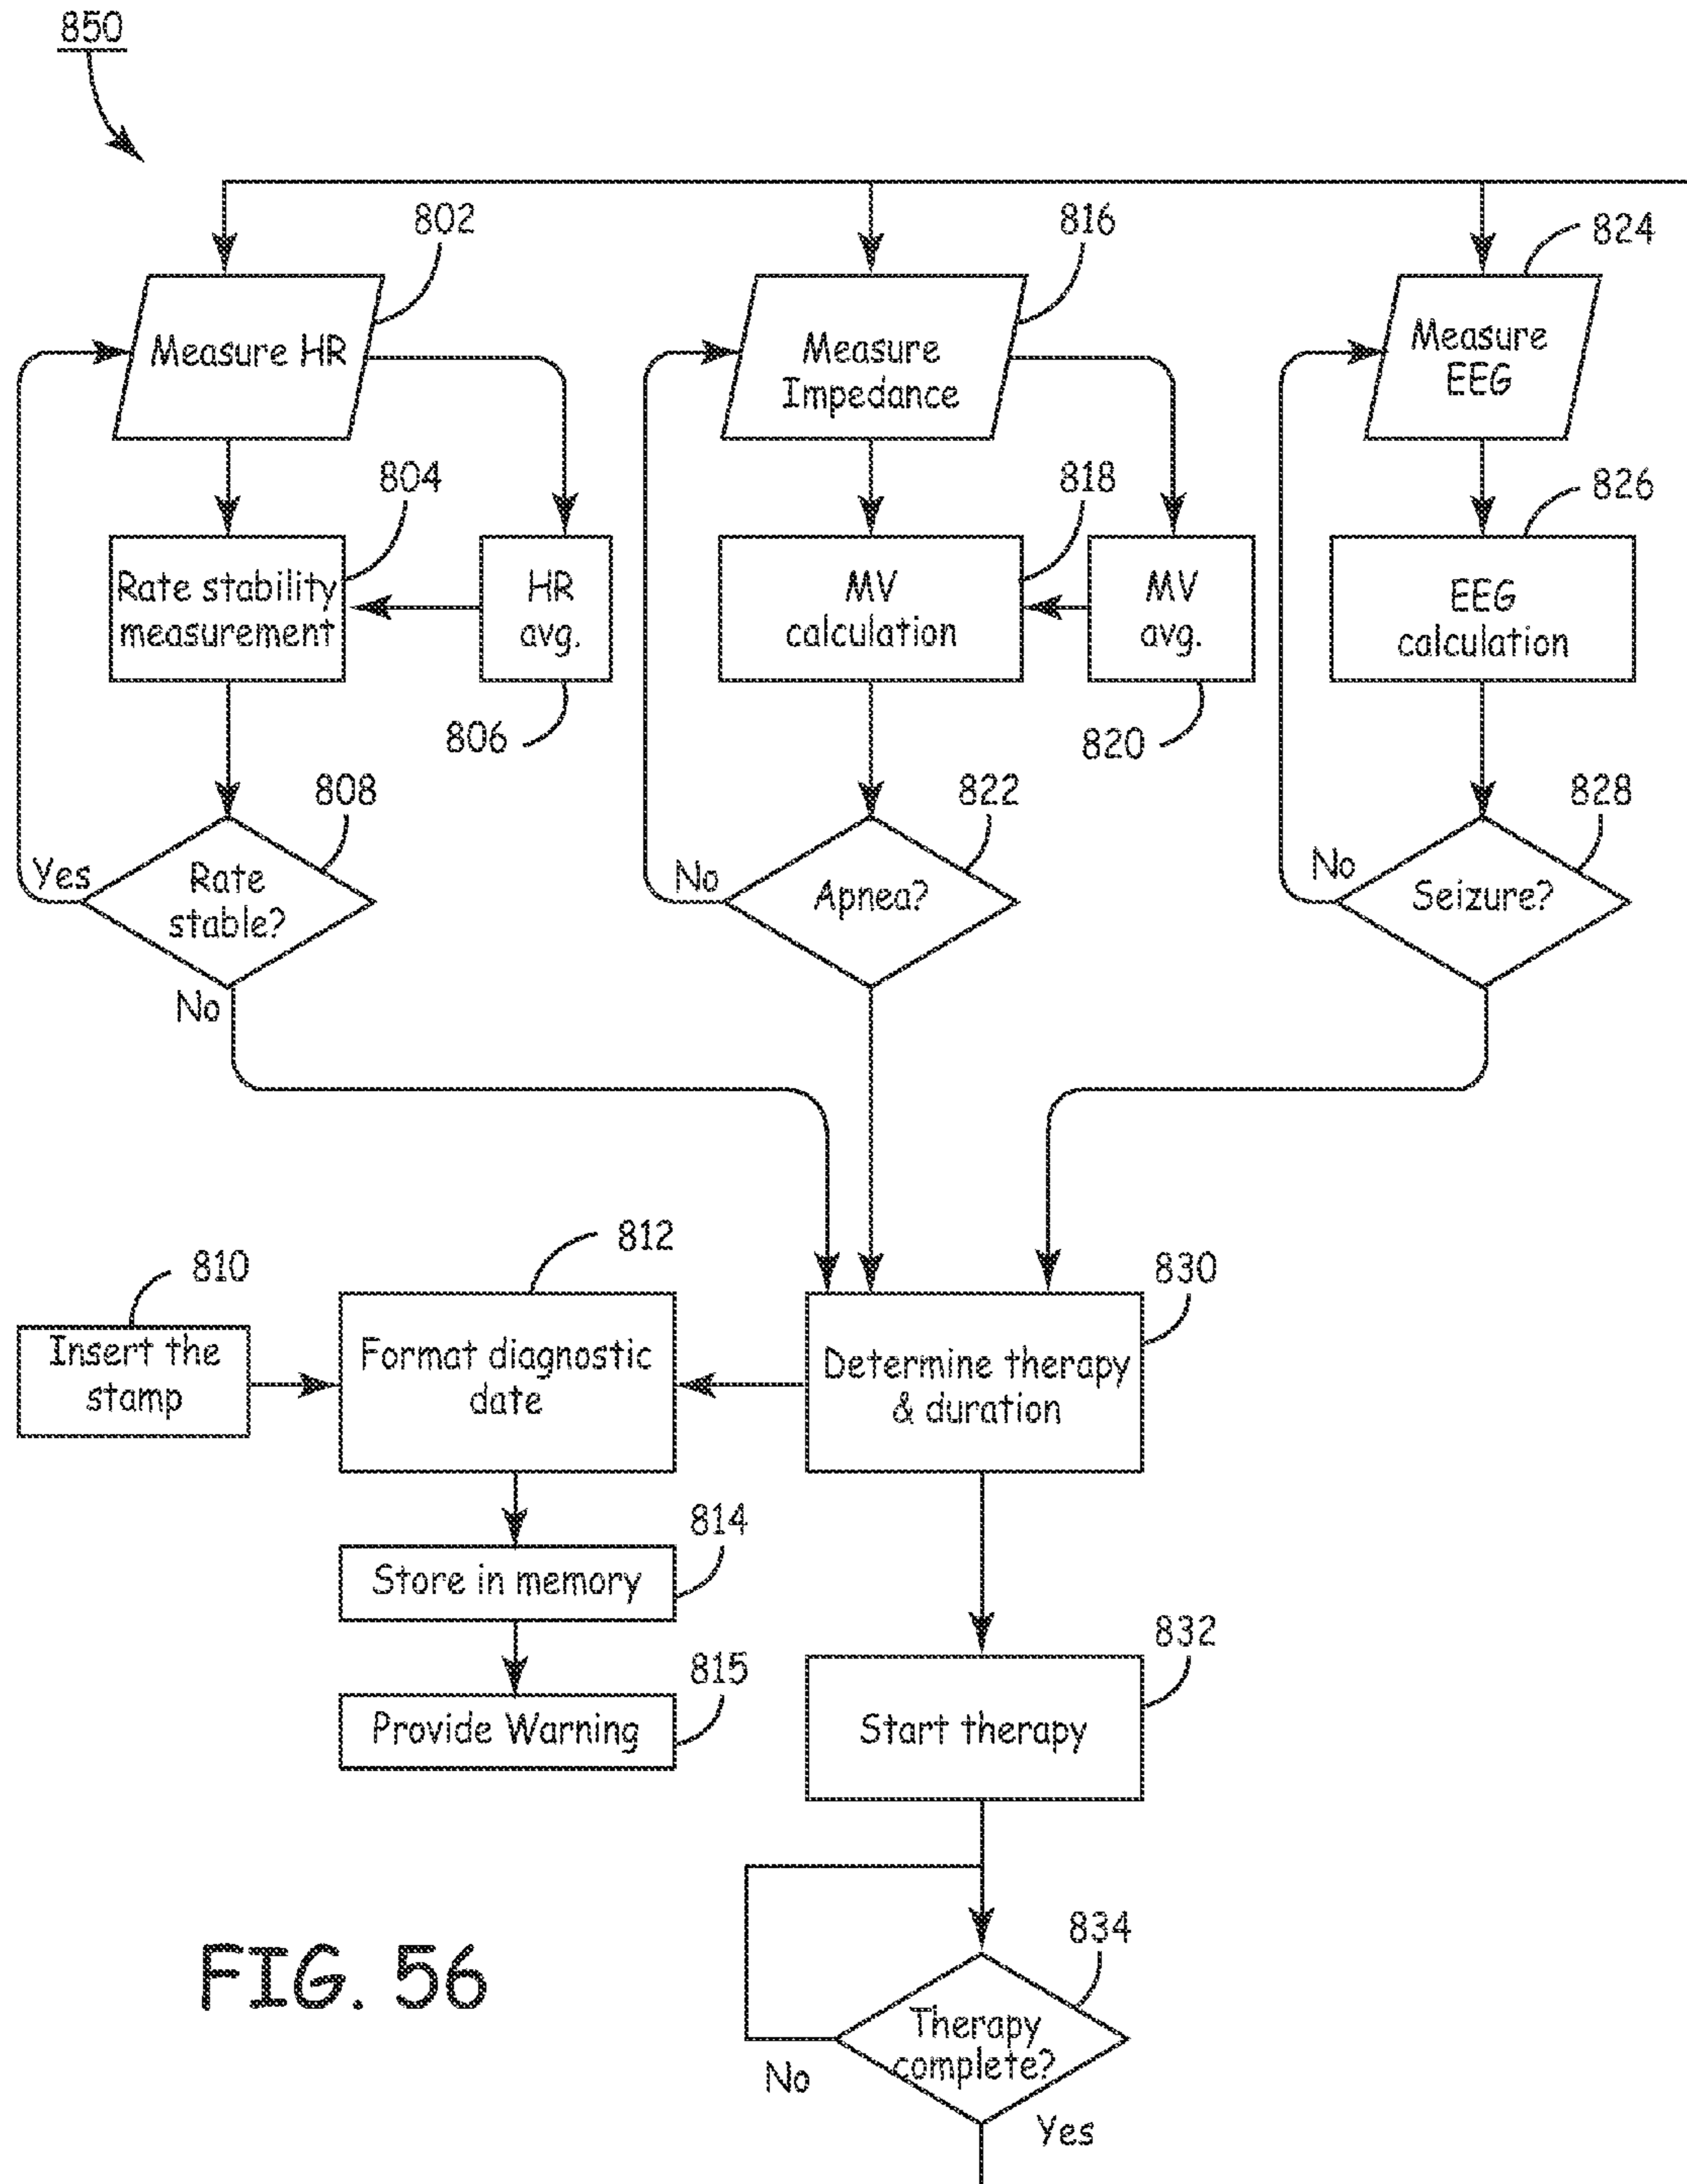 850
802
816
824
Measure HR
Measure
Impedance
Measure
EEG
804
818
826
Rate stability
measurement
HR
avg.
MV
calculation
MV
avg.
EEG
calculation
806
820
808
822
828
Yes
Rate
stable?
No
Apnea?
No
Seizure?
No
810
812
830
Insert the
stamp
Format diagnostic
date
Determine therapy
& duration
814
Store in memory
832
815
Provide Warning
Start therapy
834
FIG. 56
Therapy
complete?
No
Yes